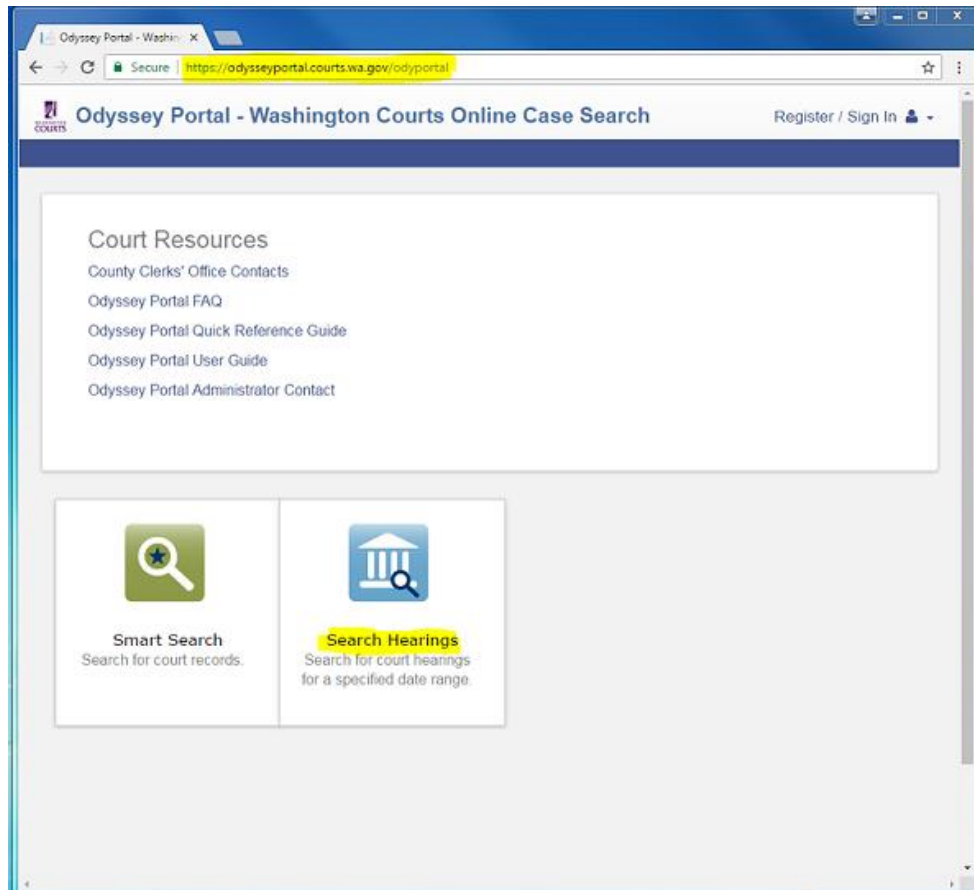 Odyssey Portal - Washin
Secure | https://odysseyportal.courts.wa.gov/odyportal
COURTS
Odyssey Portal - Washington Courts Online Case Search
Register / Sign In
Court Resources
County Clerks' Office Contacts
Odyssey Portal FAQ
Odyssey Portal Quick Reference Guide
Odyssey Portal User Guide
Odyssey Portal Administrator Contact
Smart Search
Search for court records.
Search Hearings
Search for court hearings
for a specified date range.